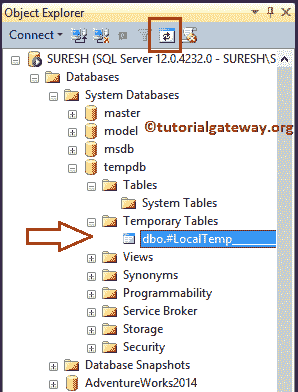 Object Explorer
Connect
SURESH (SQL Server 12.0.4232.0 - SURESH\S
Databases
System Databases
master
model
©tutorialgateway.org
msdb
tempdb
Tables
System Tables
Temporary Tables
dbo.#LocalTemp______
Views
Synonyms
Programmability
Service Broker
Storage
Security
Database Snapshots
AdventureWorks2014